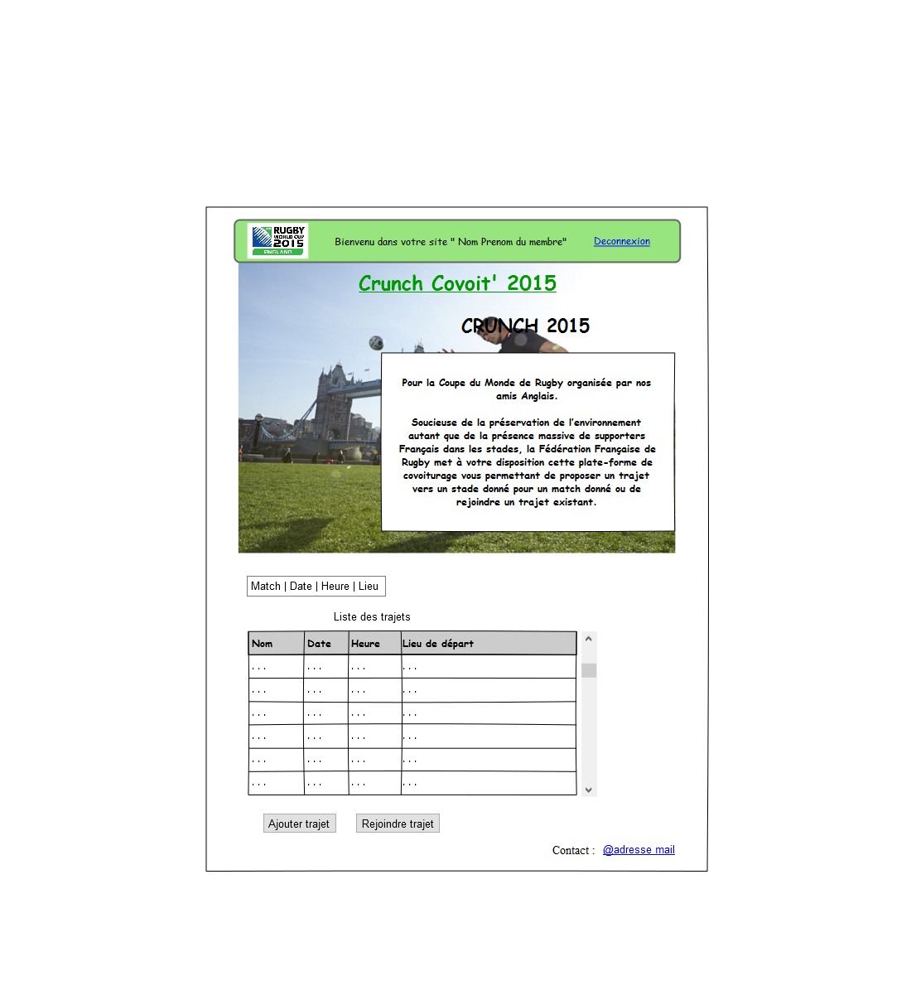 RUGBY
WORLD CUP
2015
ENGLAND
Bienvenu dans votre site " Nom Prenom du membre"
Deconnexion
Crunch Covoit' 2015
CRUNCH 2015
Pour la Coupe du Monde de Rugby organisée par nos
amis Anglais.
Soucieuse de la préservation de l'environnement
autant que de la présence massive de supporters
Français dans les stades, la Fédération Française de
Rugby met à votre disposition cette plate-forme de
covoiturage vous permettant de proposer un trajet
vers un stade donné pour un match donné ou de
rejoindre un trajet existant.
Match | Date | Heure | Lieu
Liste des trajets
Nom Date Heure Lieu de départ
. . . . . . . . . . . .
. . . . . . . . . . . .
. . . . . . . . . . . .
. . . . . . . . . . . .
. . . . . . . . . . . .
. . . . . . . . . . . .
Ajouter trajet Rejoindre trajet
Contact : @adresse mail